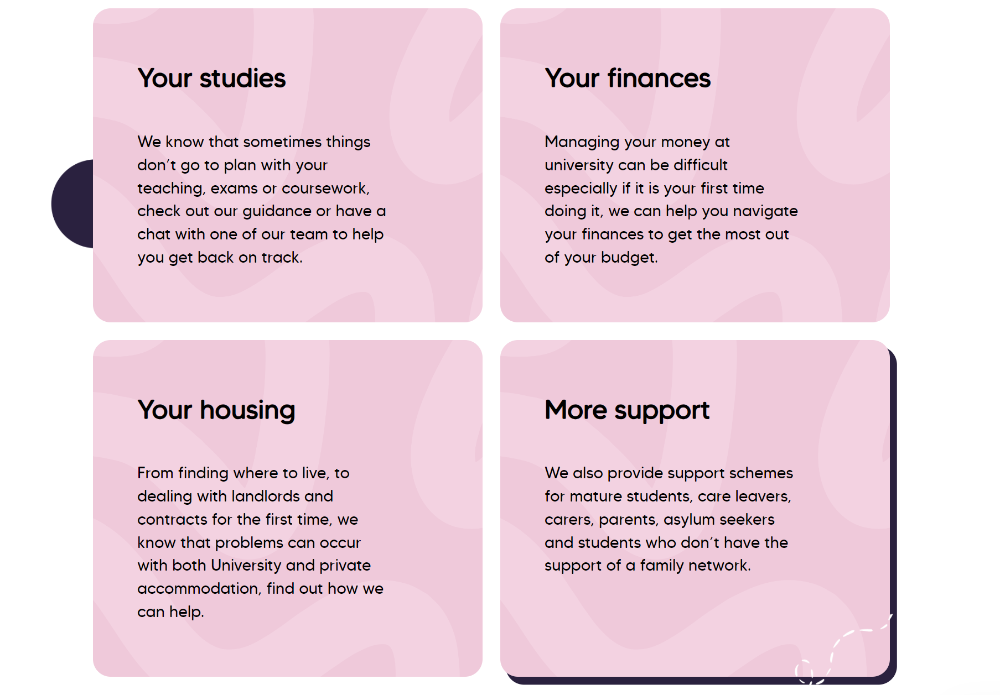 Your studies
We know that sometimes things
don't go to plan with your
teaching, exams or coursework,
check out our guidance or have a
chat with one of our team to help
you get back on track.
Your finances
Managing your money at
university can be difficult
especially if it is your first time
doing it, we can help you navigate
your finances to get the most out
of your budget.
Your housing
From finding where to live, to
dealing with landlords and
contracts for the first time, we
know that problems can occur
with both University and private
accommodation, find out how we
can help.
More support
We also provide support schemes
for mature students, care leavers,
carers, parents, asylum seekers
and students who don't have the
support of a family network.